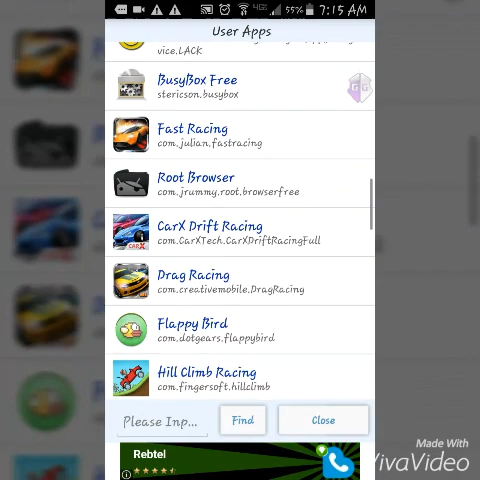 4G 55% 7:15 AM
User Apps
vice.LACK
BusyBox Free
stericson.busybox
Fast Racing
com.julian.fastracing
Root Browser
com.jrummy.root.browserfree
CarX Drift Racing
com.CarXTech.CarXDriftRacingFull
Drag Racing
com.creativemobile.DragRacing
Flappy Bird
com.dotgears.flappybird
Hill Climb Racing
com.fingersoft.hillclimb
Please Inp... Find Close
Rebtel
Made With
VivaVideo